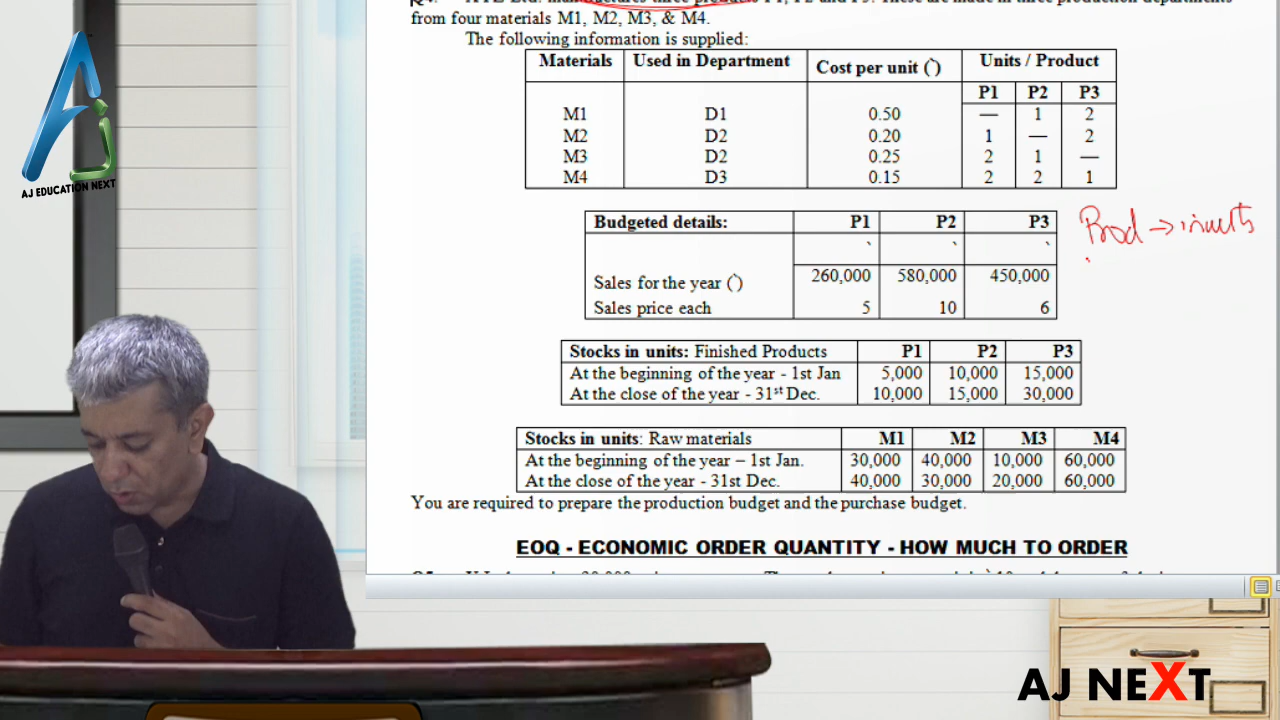 from four materials M1, M2, M3, & M4.
The following information is supplied:
Materials Used in Department Cost per unit (`) Units / Product
P1 P2 P3
M1 D1 0.50 — 1 2
M2 D2 0.20 1 — 2
M3 D2 0.25 2 1 —
M4 D3 0.15 2 2 1
Budgeted details: P1 P2 P3
` ` `
Sales for the year (`) 260,000 580,000 450,000
Sales price each 5 10 6
Prod →
Stocks in units: Finished Products P1 P2 P3
At the beginning of the year - 1st Jan 5,000 10,000 15,000
At the close of the year - 31st Dec. 10,000 15,000 30,000
Stocks in units: Raw materials M1 M2 M3 M4
At the beginning of the year – 1st Jan. 30,000 40,000 10,000 60,000
At the close of the year - 31st Dec. 40,000 30,000 20,000 60,000
You are required to prepare the production budget and the purchase budget.
EOQ - ECONOMIC ORDER QUANTITY - HOW MUCH TO ORDER
AJ EDUCATION NEXT
AJ NEXT